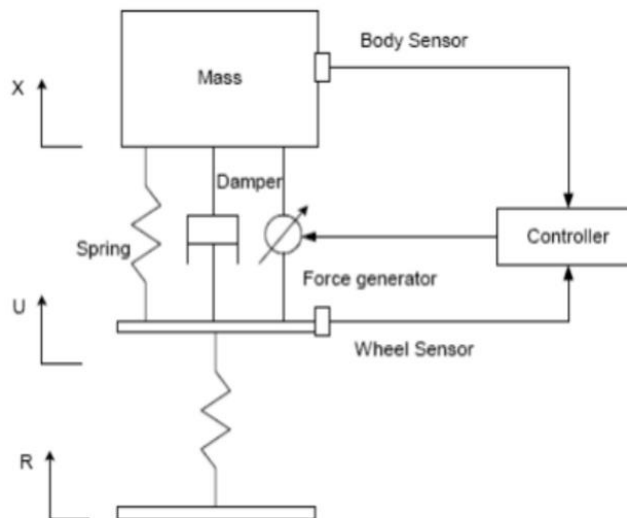 Body Sensor
X
Mass
Damper
Spring
Controller
Force generator
U
Wheel Sensor
R